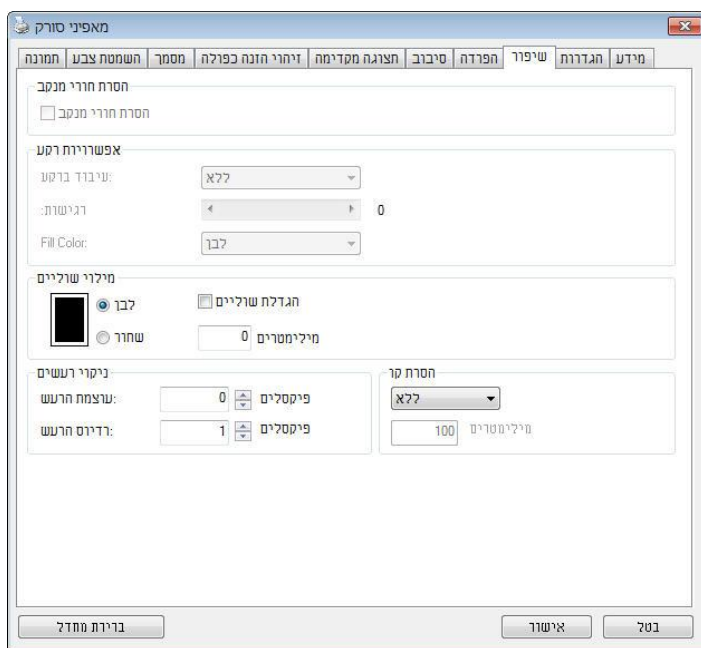 מאפיני סורק
תמונה
השמטת צבע
מסמך
זיהוי הזנה כפולה
תצוגה מקדימה
סיבוב
הפרדה
שיפור
הגדרות
מידע
הסרת חורי מנקב
הסרת חורי מנקב
אפשרויות רקע
עיבוד ברקע:
ללא
רגישות:
0
Fill Color:
לבן
מילוי שוליים
לבן
הגדלת שוליים
שחור
0 מילימטרים
ניקוי רעשים
עוצמת הרעש:
0 פיקסלים
רדיוס הרעש:
1 פיקסלים
הסרת קו
ללא
100 מילימטרים
ברירת מחדל
אישור
בטל